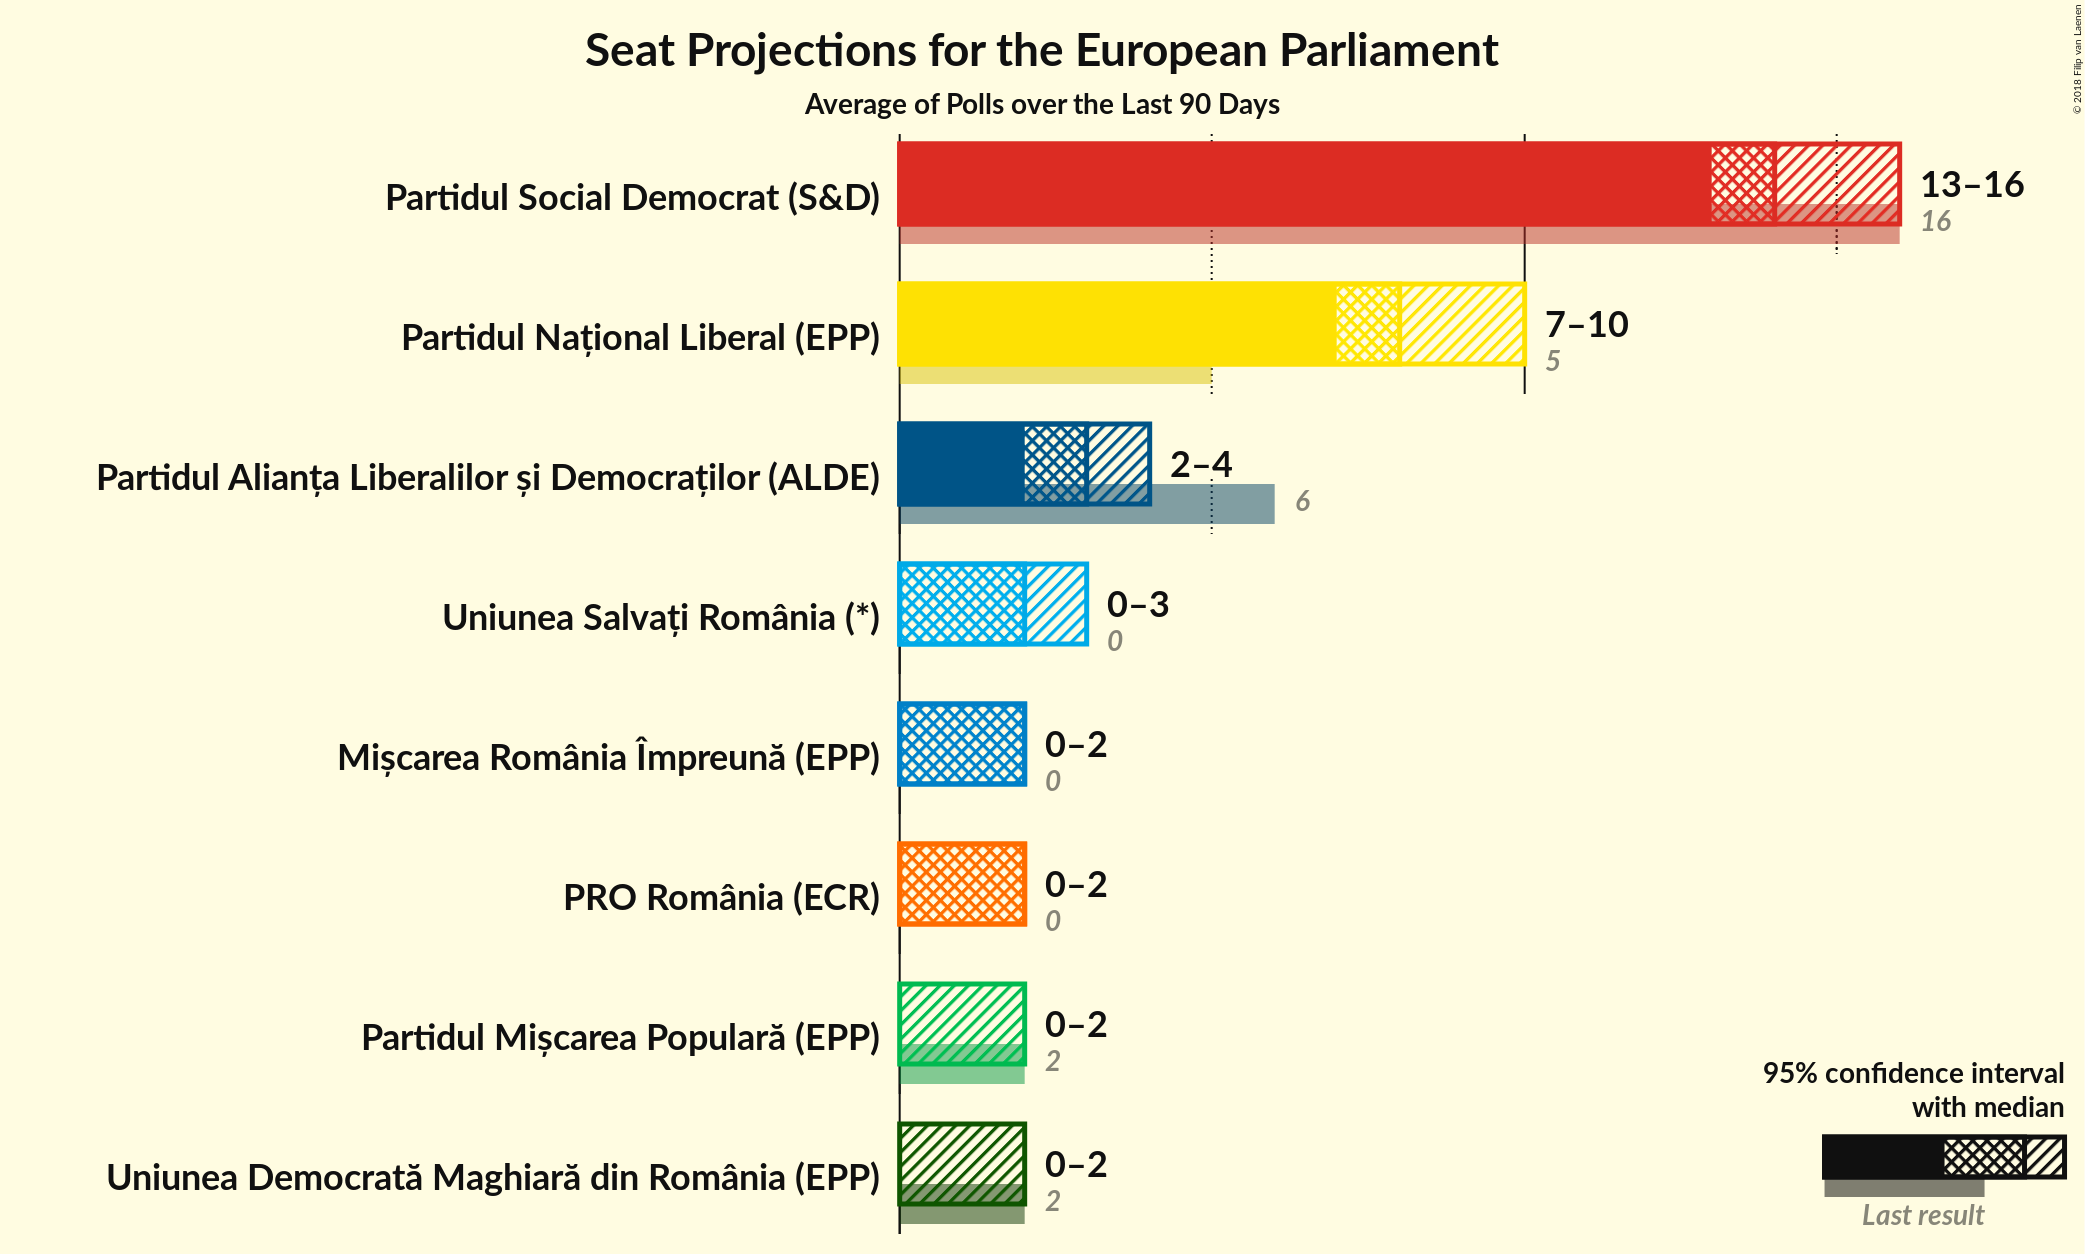 Seat Projections for the European Parliament
Average of Polls over the Last 90 Days
© 2018 Filip van Laenen
Partidul Social Democrat (S&D)
13–16
16
Partidul Național Liberal (EPP)
7–10
5
Partidul Alianța Liberalilor și Democraților (ALDE)
2–4
6
Uniunea Salvați România (*)
0–3
0
Mișcarea România Împreună (EPP)
0–2
0
PRO România (ECR)
0–2
0
Partidul Mișcarea Populară (EPP)
0–2
2
Uniunea Democrată Maghiară din România (EPP)
0–2
2
95% confidence interval
with median
Last result